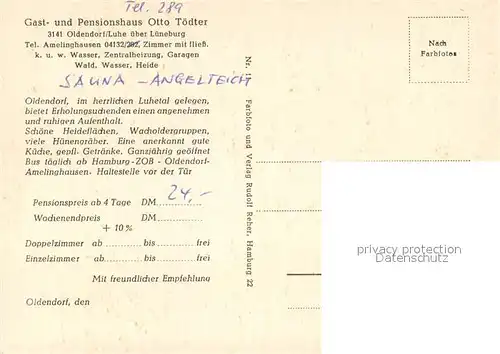 Tel. 289
Gast- und Pensionshaus Otto Tödter
3141 Oldendorf/Luhe über Lüneburg
Tel. Amelinghausen 04132/ Zimmer mit fließ.
k. u. w. Wasser, Zentralheizung, Garagen
Wald, Wasser, Heide
SAUNA - ANGELTEICH
Oldendorf, im herrlichen Luhetal gelegen,
bietet Erholungsuchenden einen angenehmen
und ruhigen Aufenthalt.
Schöne Heideflächen, Wacholdergruppen,
viele Hünengräber. Eine anerkannt gute
Küche, gepfl. Getränke. Ganzjährig geöffnet
Bus täglich ab Hamburg-ZOB - Oldendorf-
Amelinghausen. Haltestelle vor der Tür
Pensionspreis ab 4 Tage DM 24,-
Wochenendpreis DM
+ 10 %
Doppelzimmer ab bis frei
Einzelzimmer ab bis frei
Mit freundlicher Empfehlung
Oldendorf, den
Farbfoto und Verlag Rudolf Reher, Hamburg 22
Nach
Farbfotos
ansichtskarten-center.de
Datenschutz